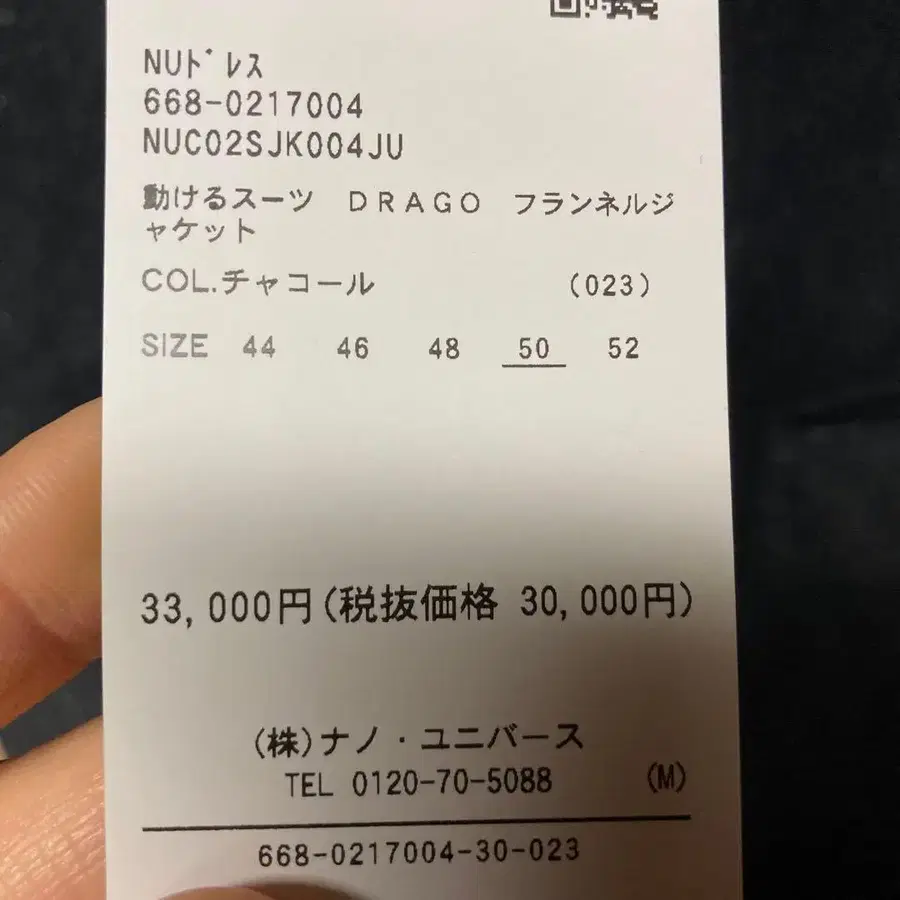 NUドレス
668-0217004
NUC02SJK004JU
動けるスーツ　DRAGO　フランネルジ
ャケット
COL.チャコール (023)
SIZE 44 46 48 50 52
33,000円(税抜価格 30,000円)
(株)ナノ・ユニバース
TEL 0120-70-5088 (M)
668-0217004-30-023